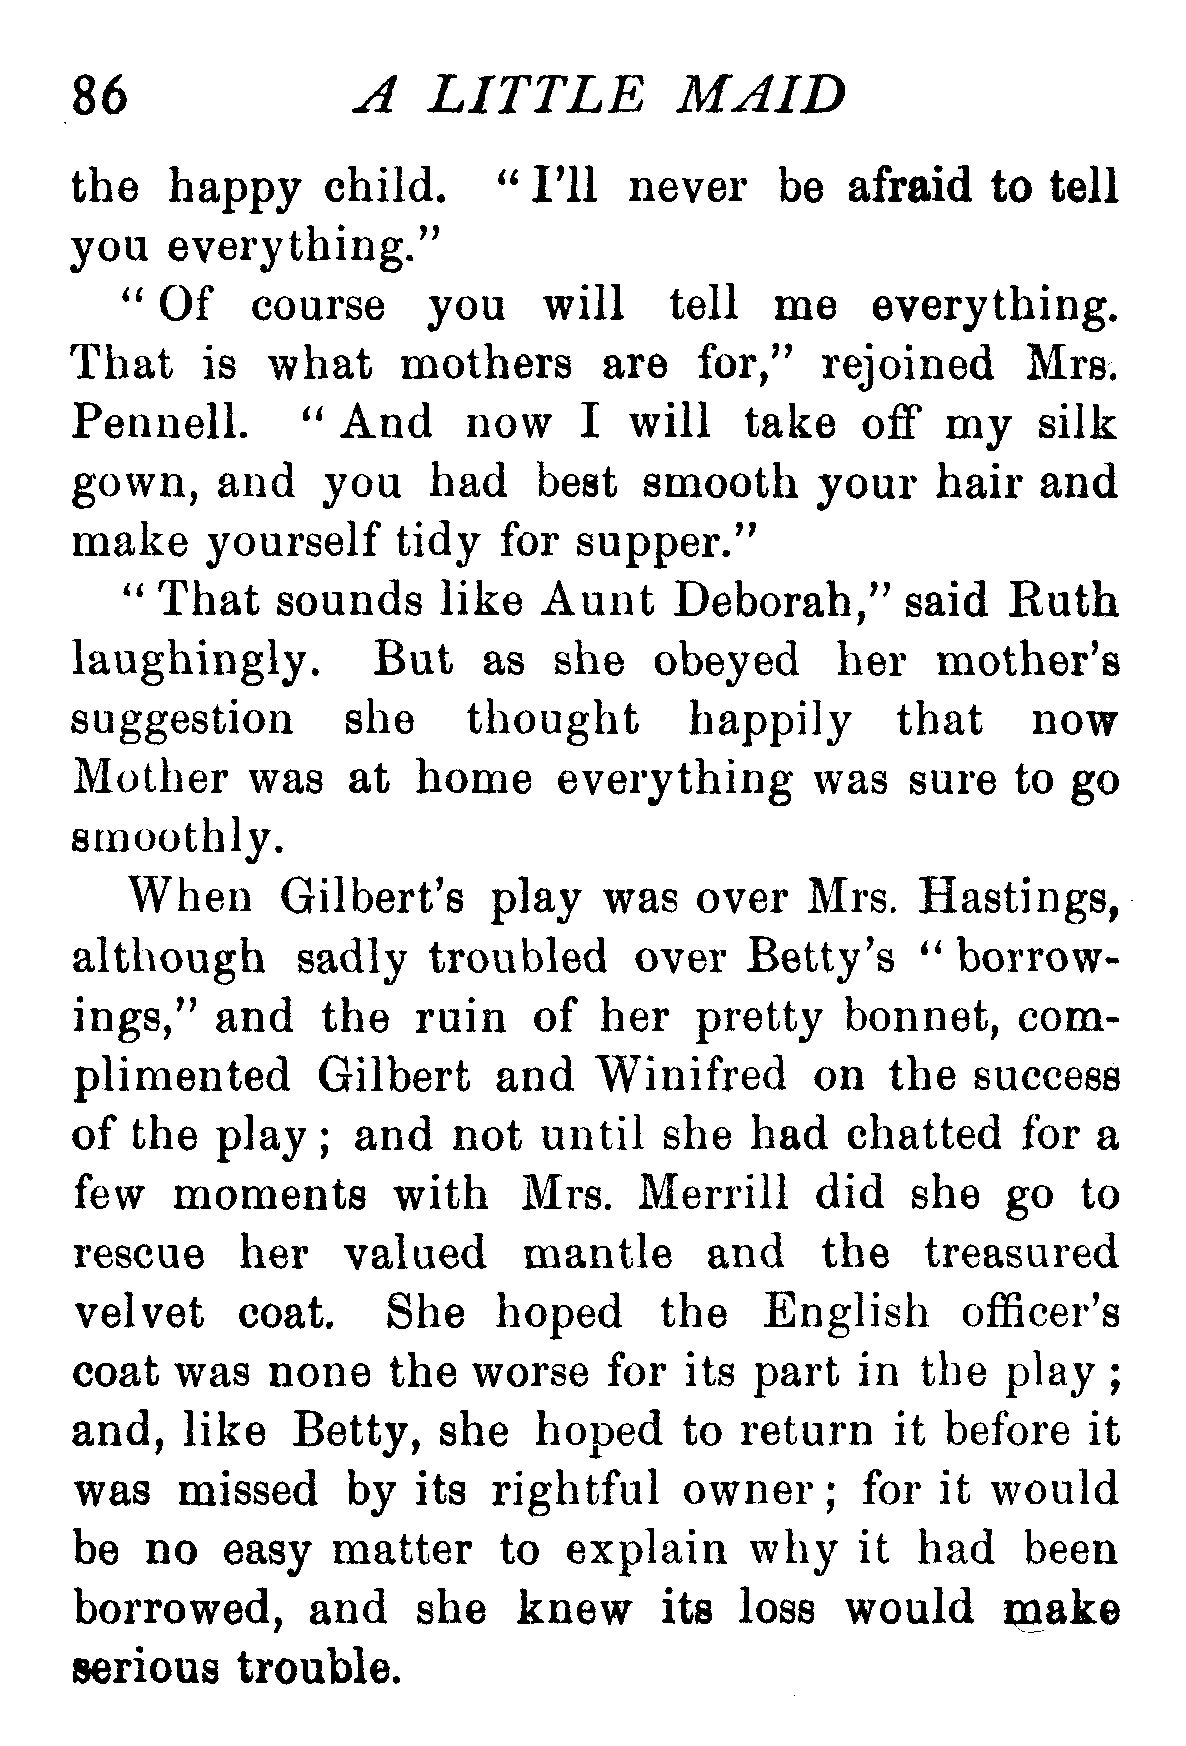 86 A LITTLE MAID
the happy child. “ I’ll never be afraid to tell
you everything.”
“ Of course you will tell me everything.
That is what mothers are for,” rejoined Mrs.
Pennell. “ And now I will take off my silk
gown, and you had best smooth your hair and
make yourself tidy for supper.”
“ That sounds like Aunt Deborah,” said Ruth
laughingly. But as she obeyed her mother’s
suggestion she thought happily that now
Mother was at home everything was sure to go
smoothly.
When Gilbert’s play was over Mrs. Hastings,
although sadly troubled over Betty’s “ borrow-
ings,” and the ruin of her pretty bonnet, com-
plimented Gilbert and Winifred on the success
of the play ; and not until she had chatted for a
few moments with Mrs. Merrill did she go to
rescue her valued mantle and the treasured
velvet coat. She hoped the English officer’s
coat was none the worse for its part in the play ;
and, like Betty, she hoped to return it before it
was missed by its rightful owner ; for it would
be no easy matter to explain why it had been
borrowed, and she knew its loss would make
serious trouble.